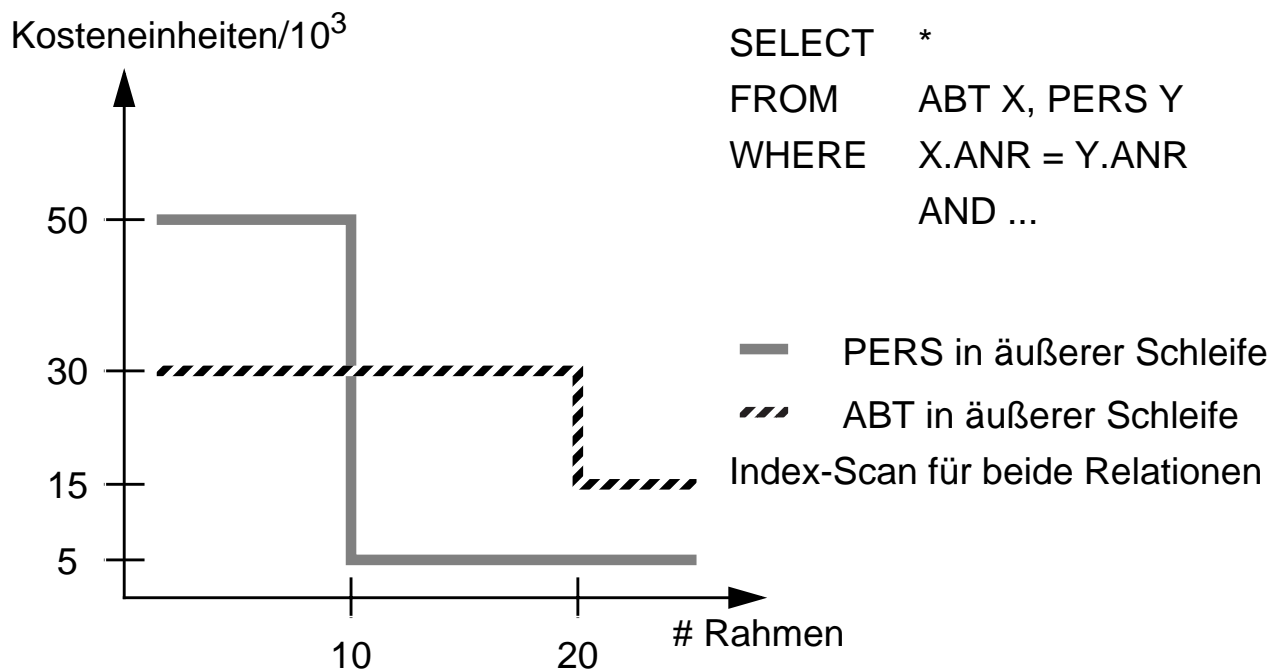 Kosteneinheiten/10³
50
30
15
5
10
20
# Rahmen
SELECT *
FROM ABT X, PERS Y
WHERE X.ANR = Y.ANR
AND ...
PERS in äußerer Schleife
ABT in äußerer Schleife
Index-Scan für beide Relationen